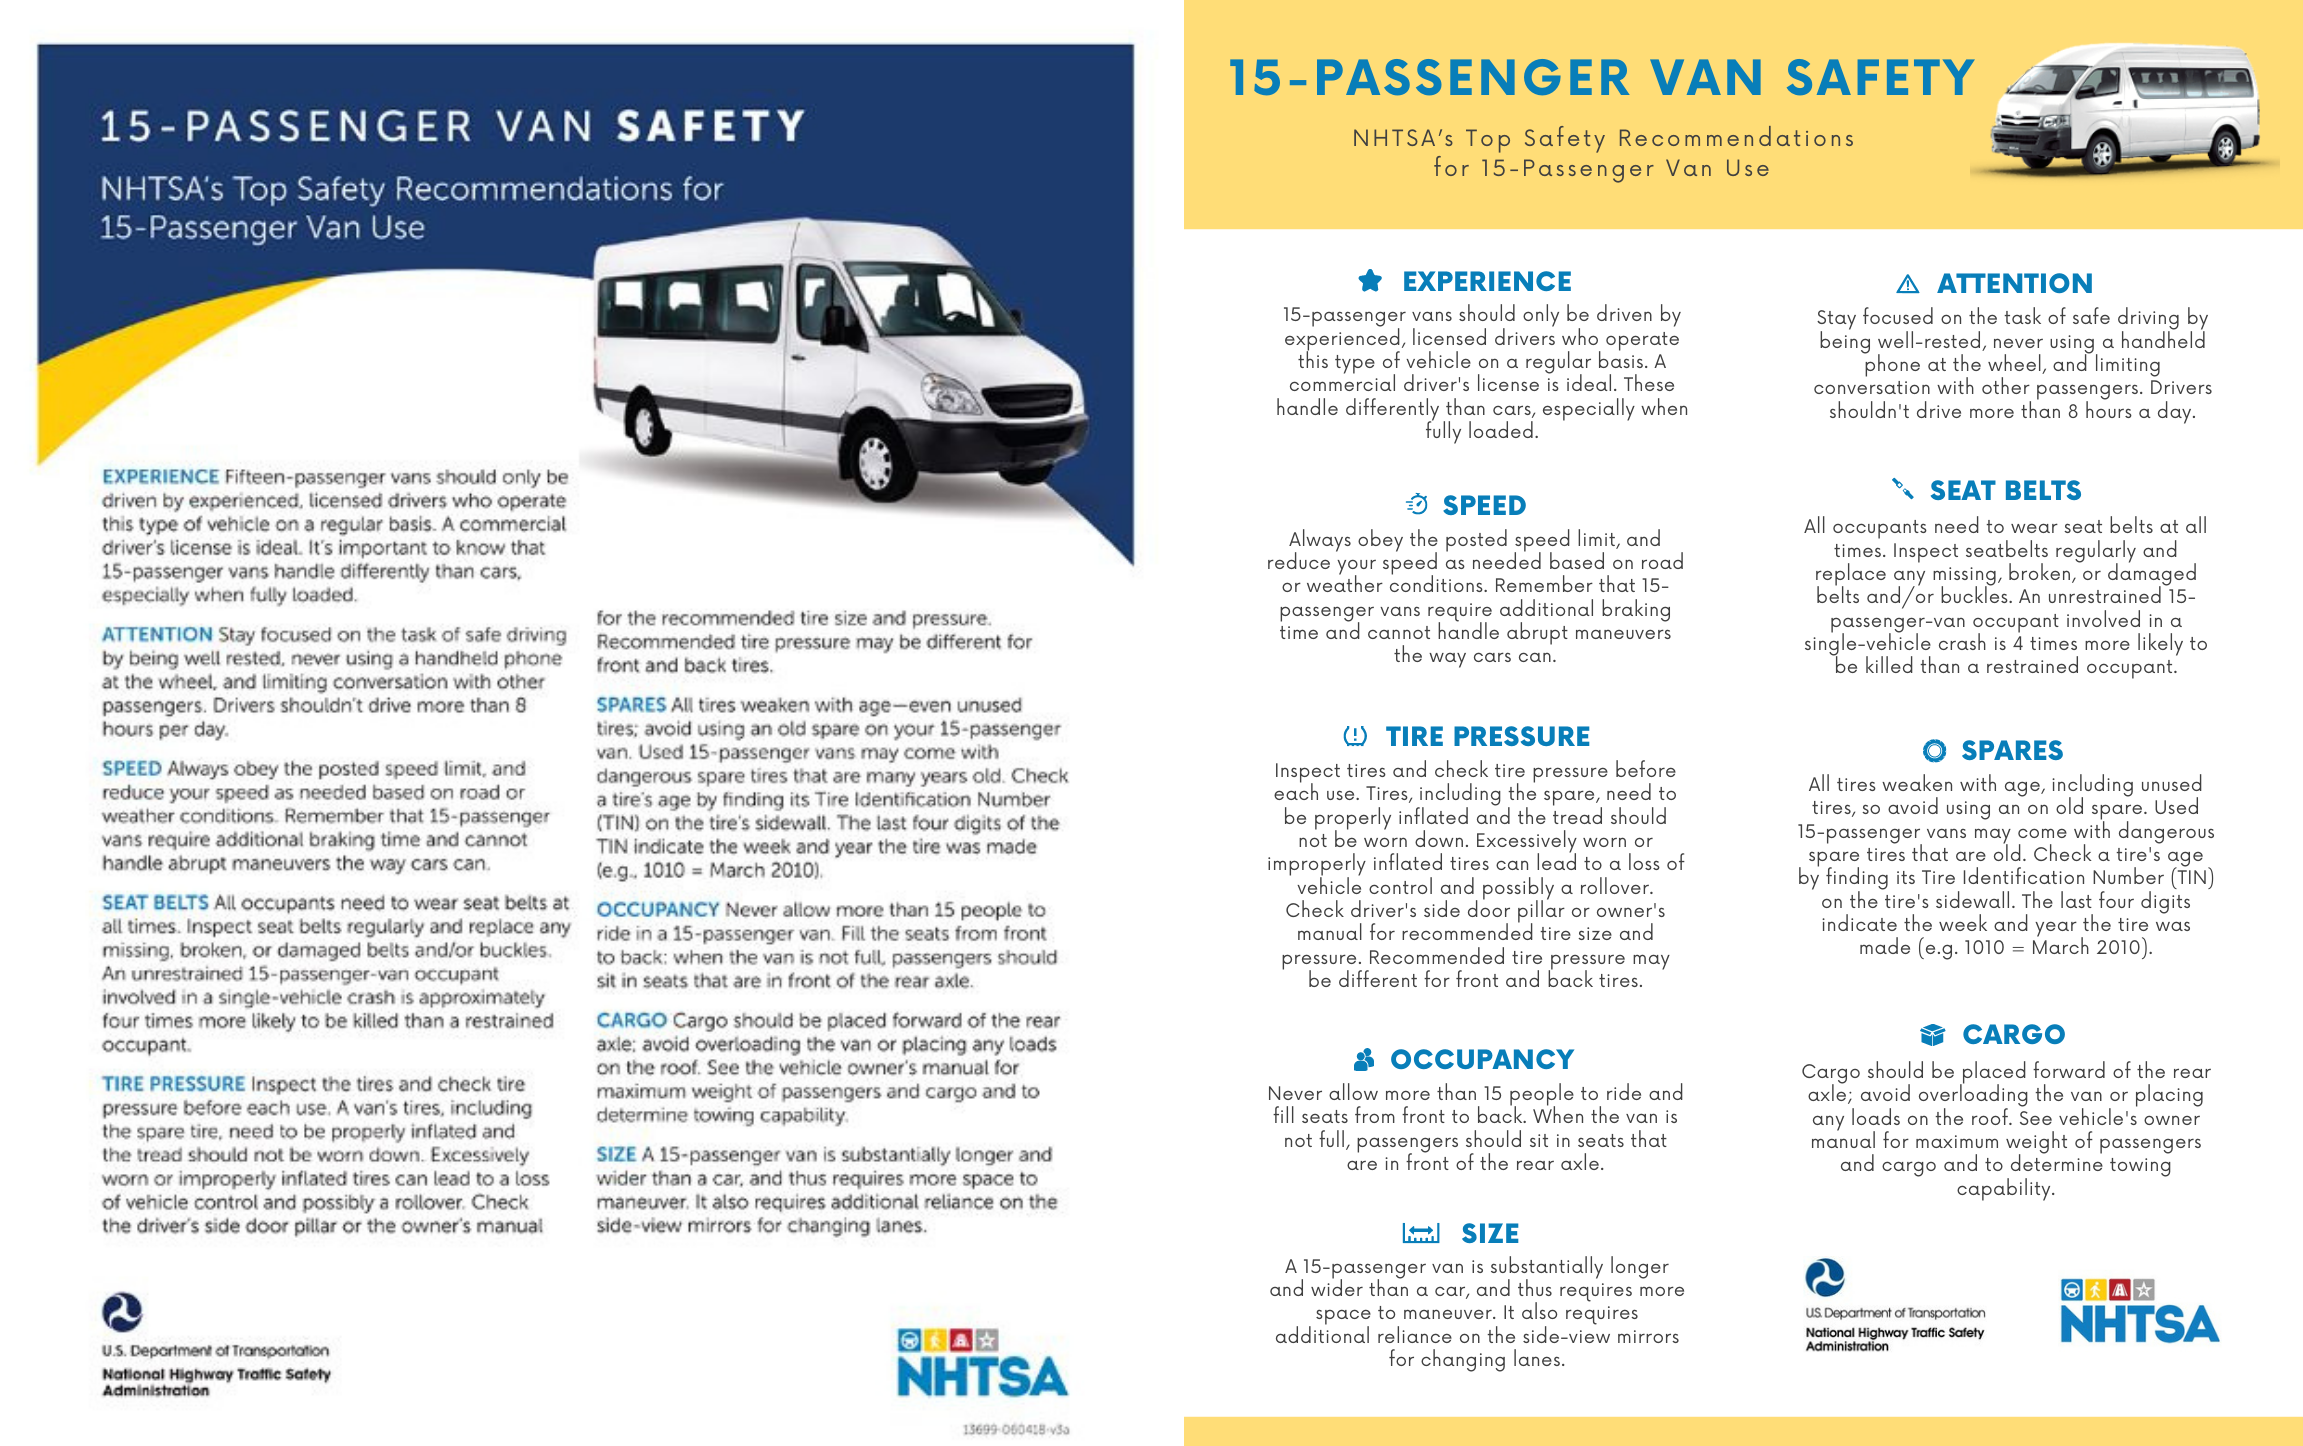 15-PASSENGER VAN SAFETY
NHTSA's Top Safety Recommendations for
15-Passenger Van Use
EXPERIENCE Fifteen-passenger vans should only be
driven by experienced, licensed drivers who operate
this type of vehicle on a regular basis. A commercial
driver's license is ideal. It's important to know that
15-passenger vans handle differently than cars,
especially when fully loaded.
ATTENTION Stay focused on the task of safe driving
by being well rested, never using a handheld phone
at the wheel, and limiting conversation with other
passengers. Drivers shouldn't drive more than 8
hours per day.
SPEED Always obey the posted speed limit, and
reduce your speed as needed based on road or
weather conditions. Remember that 15-passenger
vans require additional braking time and cannot
handle abrupt maneuvers the way cars can.
SEAT BELTS All occupants need to wear seat belts at
all times. Inspect seat belts regularly and replace any
missing, broken, or damaged belts and/or buckles.
An unrestrained 15-passenger-van occupant
involved in a single-vehicle crash is approximately
four times more likely to be killed than a restrained
occupant.
TIRE PRESSURE Inspect the tires and check tire
pressure before each use. A van's tires, including
the spare tire, need to be properly inflated and
the tread should not be worn down. Excessively
worn or improperly inflated tires can lead to a loss
of vehicle control and possibly a rollover. Check
the driver's side door pillar or the owner's manual
for the recommended tire size and pressure.
Recommended tire pressure may be different for
front and back tires.
SPARES All tires weaken with age—even unused
tires; avoid using an old spare on your 15-passenger
van. Used 15-passenger vans may come with
dangerous spare tires that are many years old. Check
a tire's age by finding its Tire Identification Number
(TIN) on the tire's sidewall. The last four digits of the
TIN indicate the week and year the tire was made
(e.g., 1010 = March 2010).
OCCUPANCY Never allow more than 15 people to
ride in a 15-passenger van. Fill the seats from front
to back: when the van is not full, passengers should
sit in seats that are in front of the rear axle.
CARGO Cargo should be placed forward of the rear
axle; avoid overloading the van or placing any loads
on the roof. See the vehicle owner's manual for
maximum weight of passengers and cargo and to
determine towing capability.
SIZE A 15-passenger van is substantially longer and
wider than a car, and thus requires more space to
maneuver. It also requires additional reliance on the
side-view mirrors for changing lanes.
U.S. Department of Transportation
National Highway Traffic Safety
Administration
NHTSA
13699-060418-v3a
15-PASSENGER VAN SAFETY
NHTSA's Top Safety Recommendations
for 15-Passenger Van Use
EXPERIENCE
15-passenger vans should only be driven by
experienced, licensed drivers who operate
this type of vehicle on a regular basis. A
commercial driver's license is ideal. These
handle differently than cars, especially when
fully loaded.
SPEED
Always obey the posted speed limit, and
reduce your speed as needed based on road
or weather conditions. Remember that 15-
passenger vans require additional braking
time and cannot handle abrupt maneuvers
the way cars can.
TIRE PRESSURE
Inspect tires and check tire pressure before
each use. Tires, including the spare, need to
be properly inflated and the tread should
not be worn down. Excessively worn or
improperly inflated tires can lead to a loss of
vehicle control and possibly a rollover.
Check driver's side door pillar or owner's
manual for recommended tire size and
pressure. Recommended tire pressure may
be different for front and back tires.
OCCUPANCY
Never allow more than 15 people to ride and
fill seats from front to back. When the van is
not full, passengers should sit in seats that
are in front of the rear axle.
SIZE
A 15-passenger van is substantially longer
and wider than a car, and thus requires more
space to maneuver. It also requires
additional reliance on the side-view mirrors
for changing lanes.
ATTENTION
Stay focused on the task of safe driving by
being well-rested, never using a handheld
phone at the wheel, and limiting
conversation with other passengers. Drivers
shouldn't drive more than 8 hours a day.
SEAT BELTS
All occupants need to wear seat belts at all
times. Inspect seatbelts regularly and
replace any missing, broken, or damaged
belts and/or buckles. An unrestrained 15-
passenger-van occupant involved in a
single-vehicle crash is 4 times more likely to
be killed than a restrained occupant.
SPARES
All tires weaken with age, including unused
tires, so avoid using an on old spare. Used
15-passenger vans may come with dangerous
spare tires that are old. Check a tire's age
by finding its Tire Identification Number (TIN)
on the tire's sidewall. The last four digits
indicate the week and year the tire was
made (e.g. 1010 = March 2010).
CARGO
Cargo should be placed forward of the rear
axle; avoid overloading the van or placing
any loads on the roof. See vehicle's owner
manual for maximum weight of passengers
and cargo and to determine towing
capability.
U.S. Department of Transportation
National Highway Traffic Safety
Administration
NHTSA